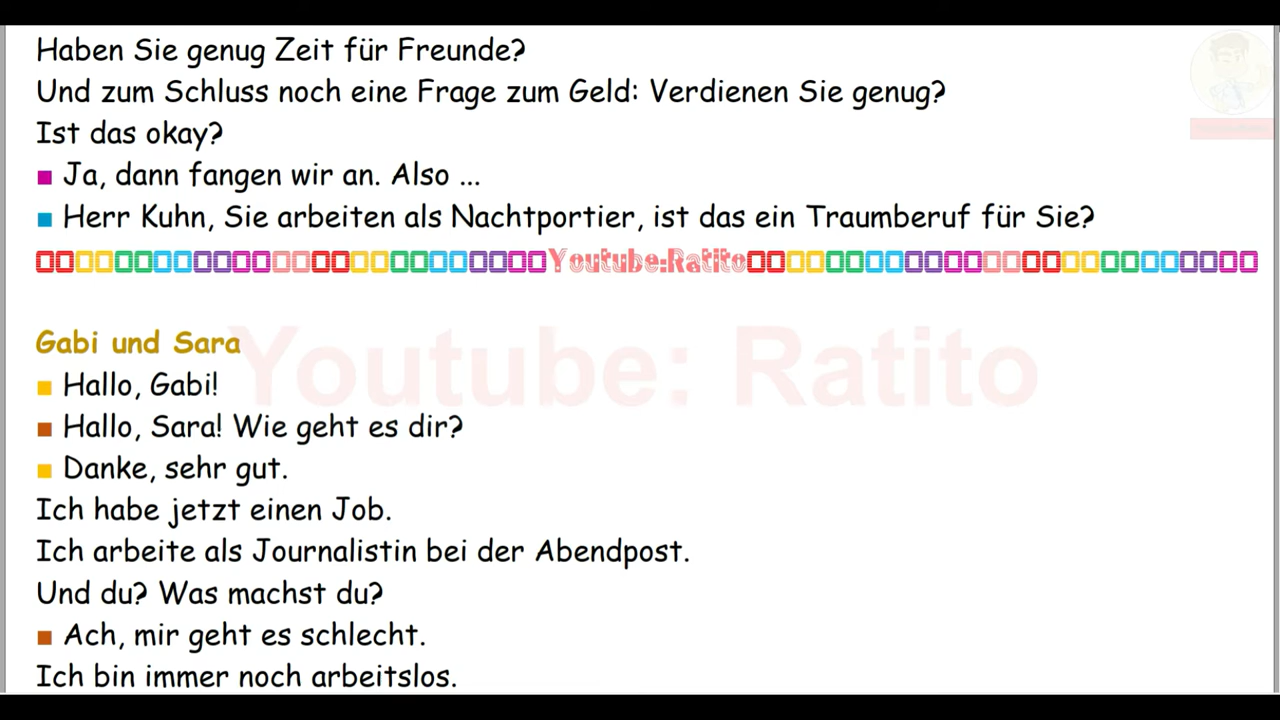 Haben Sie genug Zeit für Freunde?
Und zum Schluss noch eine Frage zum Geld: Verdienen Sie genug?
Ist das okay?
Ja, dann fangen wir an. Also ...
Herr Kuhn, Sie arbeiten als Nachtportier, ist das ein Traumberuf für Sie?
Youtube:Ratito
Gabi und Sara
Youtube: Ratito
Hallo, Gabi!
Hallo, Sara! Wie geht es dir?
Danke, sehr gut.
Ich habe jetzt einen Job.
Ich arbeite als Journalistin bei der Abendpost.
Und du? Was machst du?
Ach, mir geht es schlecht.
Ich bin immer noch arbeitslos.